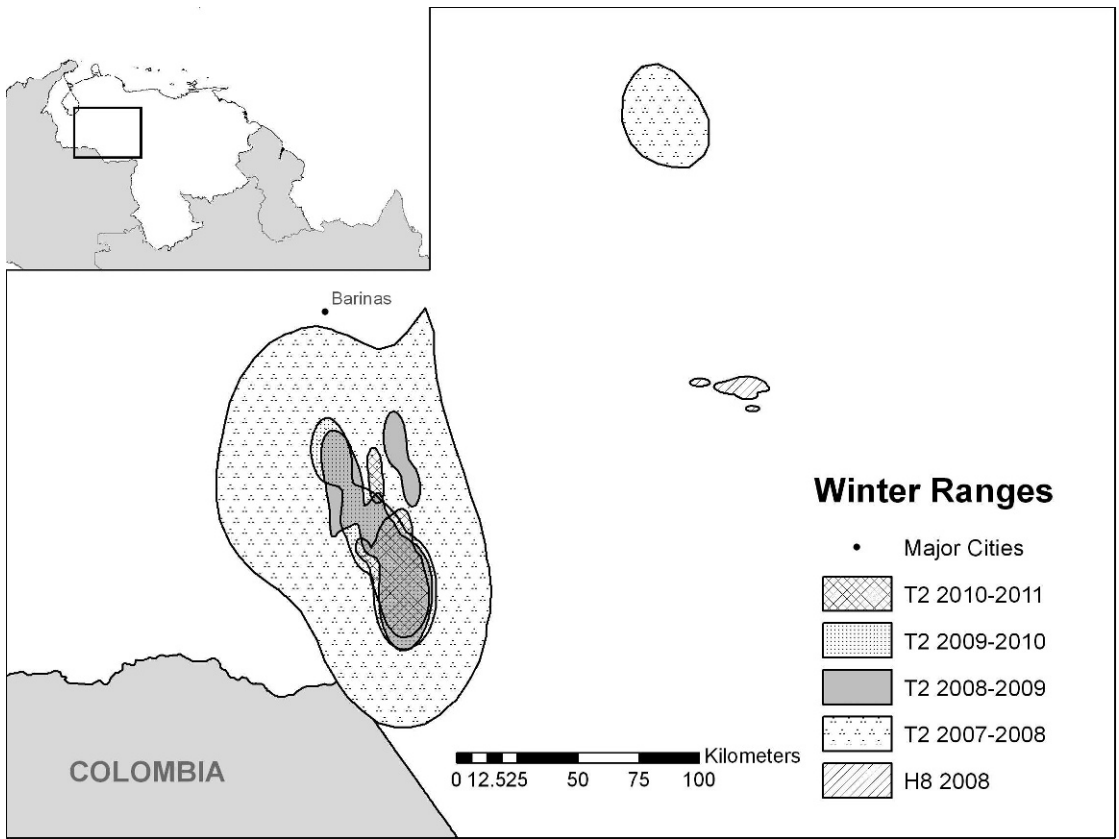 Barinas
Winter Ranges
Major Cities
T2 2010-2011
T2 2009-2010
T2 2008-2009
T2 2007-2008
H8 2008
Kilometers
0 12.525 50 75 100
COLOMBIA